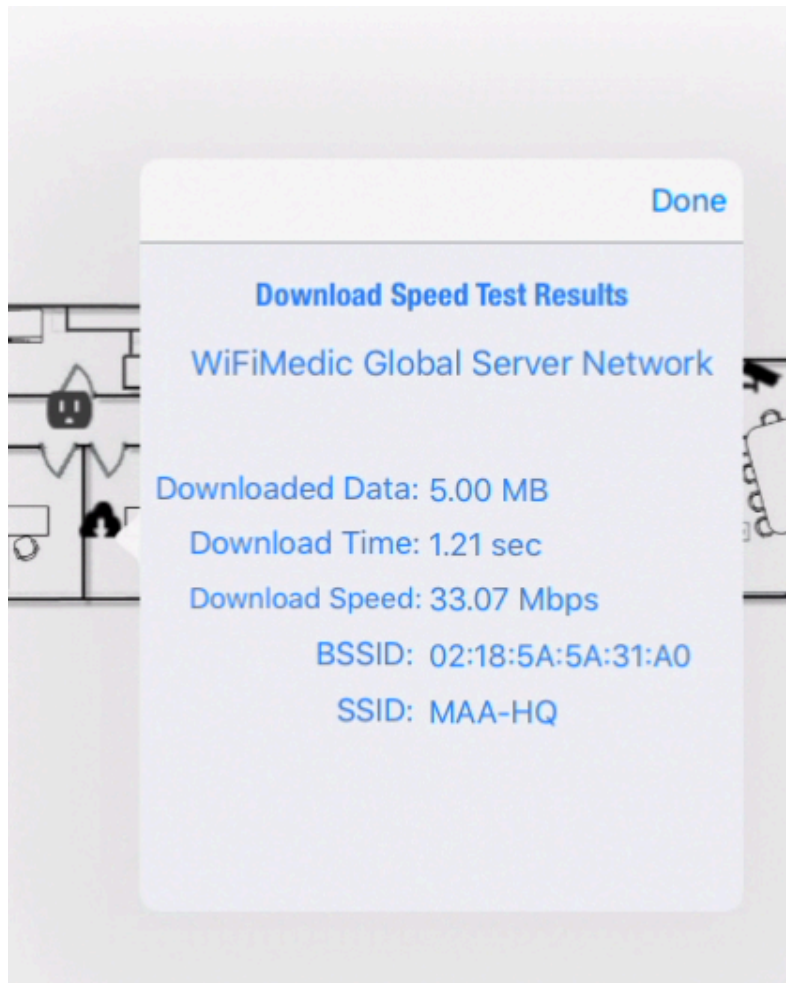 Done
Download Speed Test Results
WiFiMedic Global Server Network
Downloaded Data: 5.00 MB
Download Time: 1.21 sec
Download Speed: 33.07 Mbps
BSSID: 02:18:5A:5A:31:A0
SSID: MAA-HQ